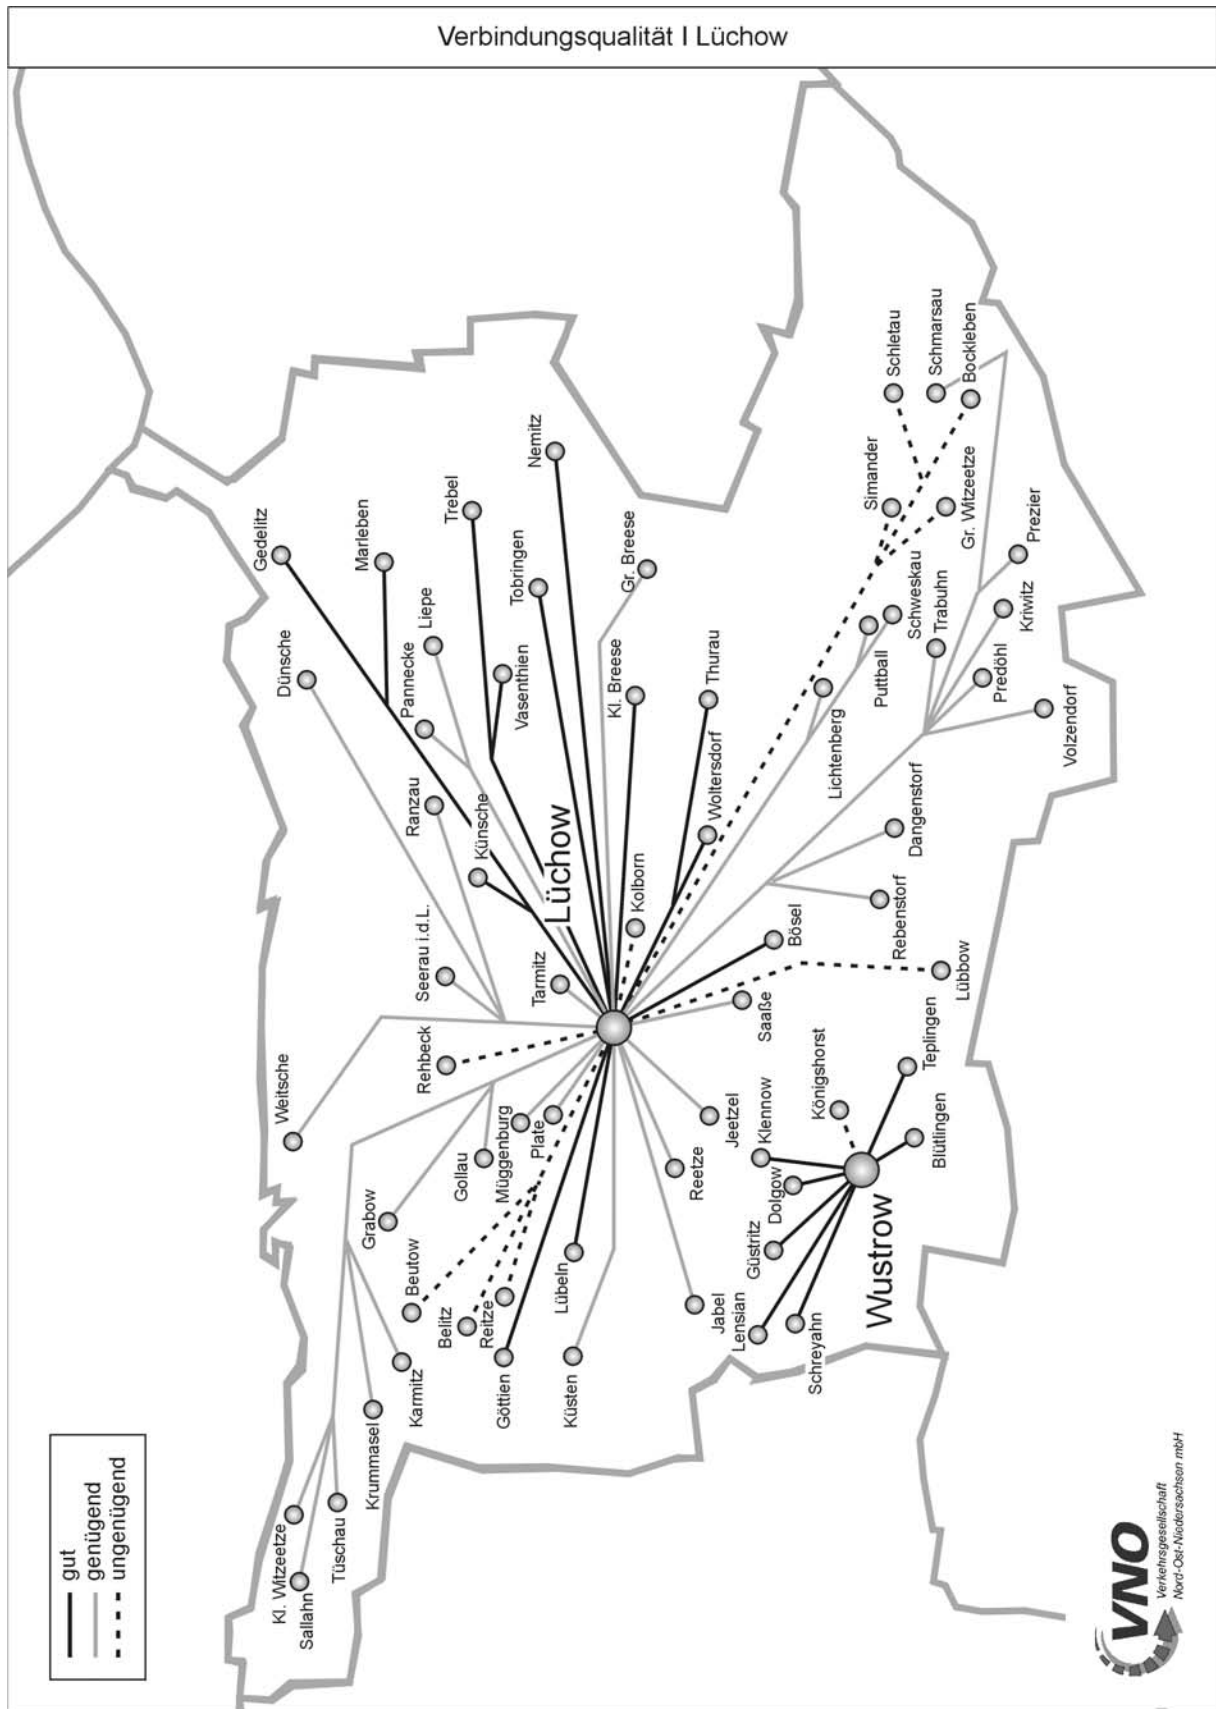 Verbindungsqualität I Lüchow
gut
genügend
ungenügend
Gedelitz
Marleben
Dünsche
Pannecke
Liepe
Trebel
Nemitz
Tobringen
Vasenthien
Gr. Breese
Ranzau
Künsche
Lüchow
Kl. Breese
Thurau
Woltersdorf
Kolborn
Seerau i.d.L.
Tarmitz
Weitsche
Rehbeck
Bösel
Saaße
Lübbow
Rebenstorf
Dangenstorf
Lichtenberg
Puttball
Schweskau
Trabuhn
Predöhl
Kriwitz
Prezier
Volzendorf
Simander
Gr. Witzeetze
Schletau
Schmarsau
Bockleben
Grabow
Gollau
Müggenburg
Plate
Beutow
Belitz
Reitze
Göttien
Lübeln
Küsten
Karmitz
Krummasel
Tüschau
Kl. Witzeetze
Sallahn
Jeetzel
Reetze
Jabel
Klennow
Königshorst
Teplingen
Blütlingen
Dolgow
Güstritz
Lensian
Schreyahn
Wustrow
VNO
Verkehrsgesellschaft
Nord-Ost-Niedersachsen mbH